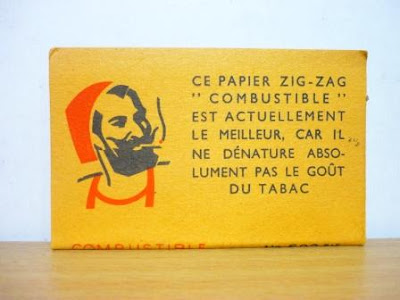 CE PAPIER ZIG-ZAG
" COMBUSTIBLE "
EST ACTUELLEMENT
LE MEILLEUR, CAR IL
NE DÉNATURE ABSO-
LUMENT PAS LE GOÛT
DU TABAC
COMBUSTIBLE